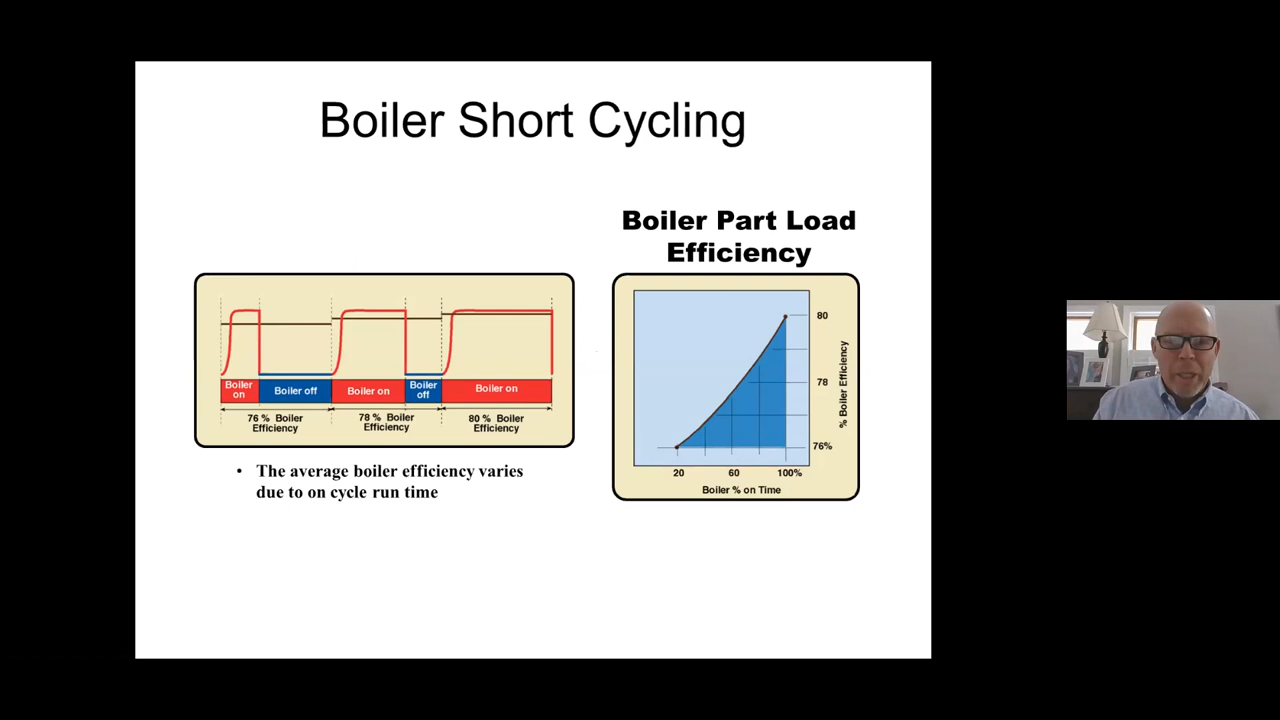 Boiler Short Cycling
Boiler Part Load
Efficiency
Boiler
on
Boiler off
Boiler on
Boiler
off
Boiler on
76 % Boiler
Efficiency
78 % Boiler
Efficiency
80 % Boiler
Efficiency
• The average boiler efficiency varies
due to on cycle run time
80
78
76%
% Boiler Efficiency
20 60 100%
Boiler % on Time